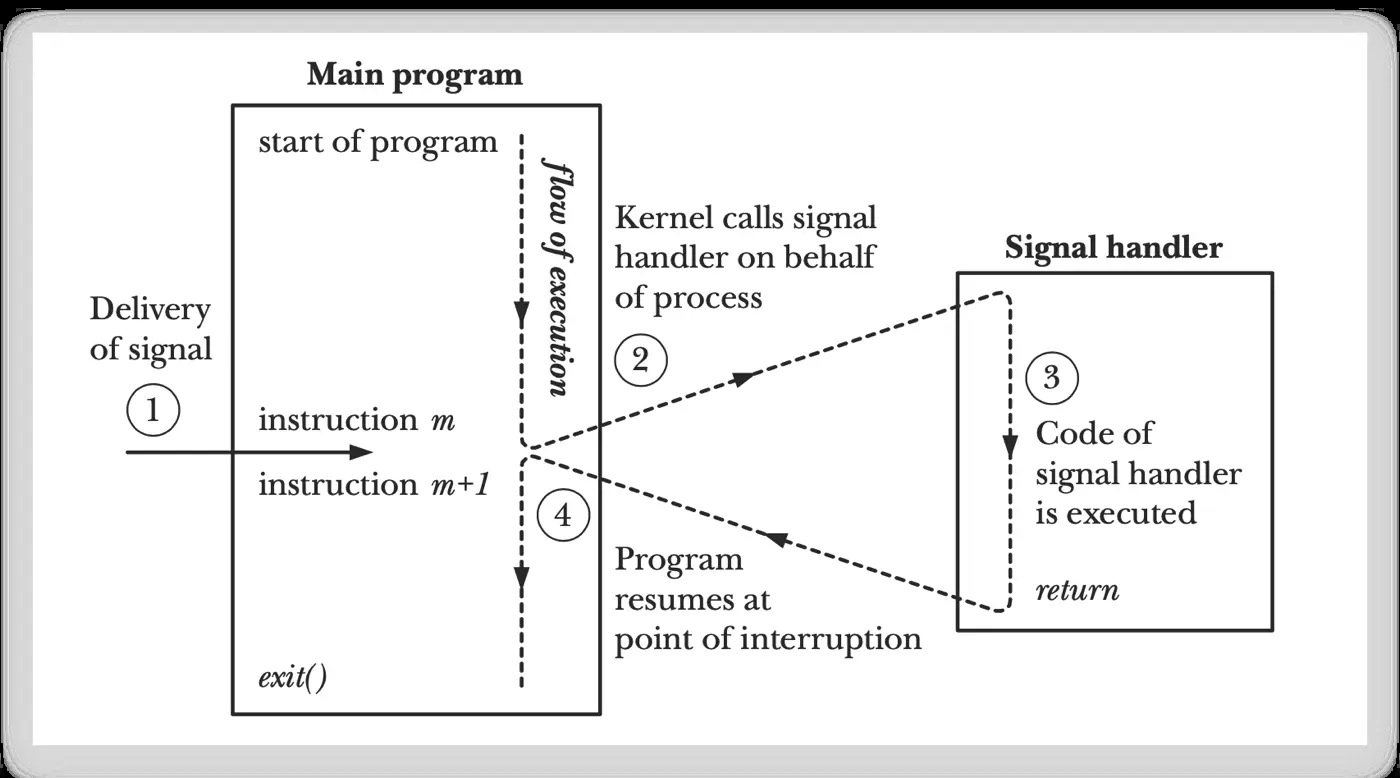 Main program
start of program
flow of execution
Delivery
of signal
1
instruction m
instruction m+1
exit()
Kernel calls signal
handler on behalf
of process
2
Signal handler
3
Code of
signal handler
is executed
return
4
Program
resumes at
point of interruption